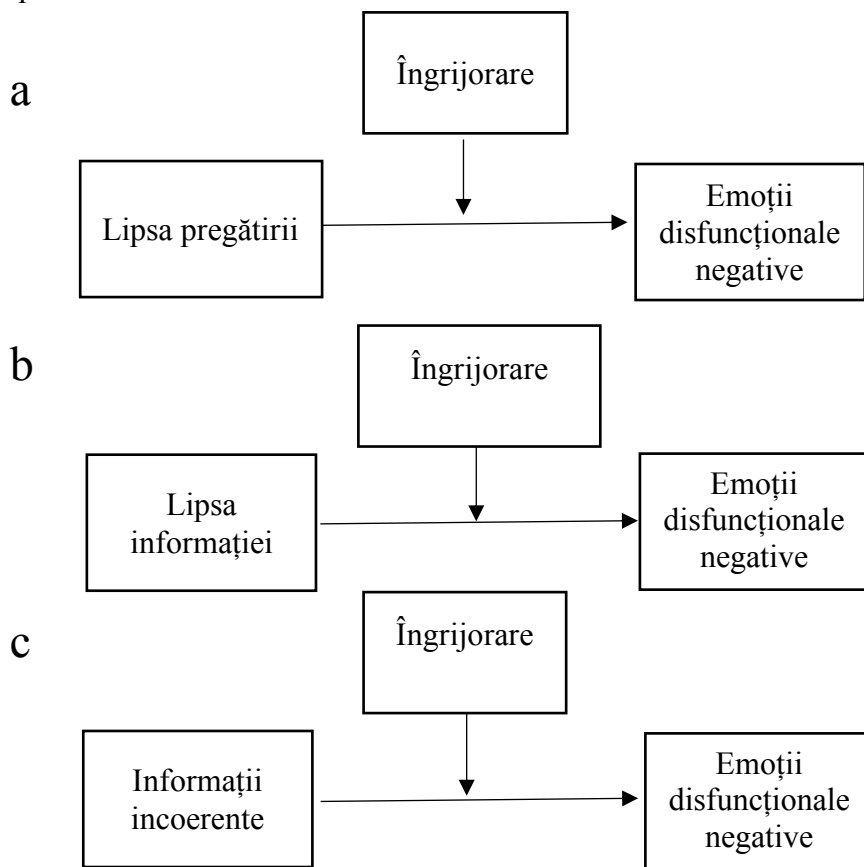 Îngrijorare
a
Lipsa pregătirii
Emoții
disfuncționale
negative
b
Îngrijorare
Lipsa
informației
Emoții
disfuncționale
negative
c
Îngrijorare
Informații
incoerente
Emoții
disfuncționale
negative